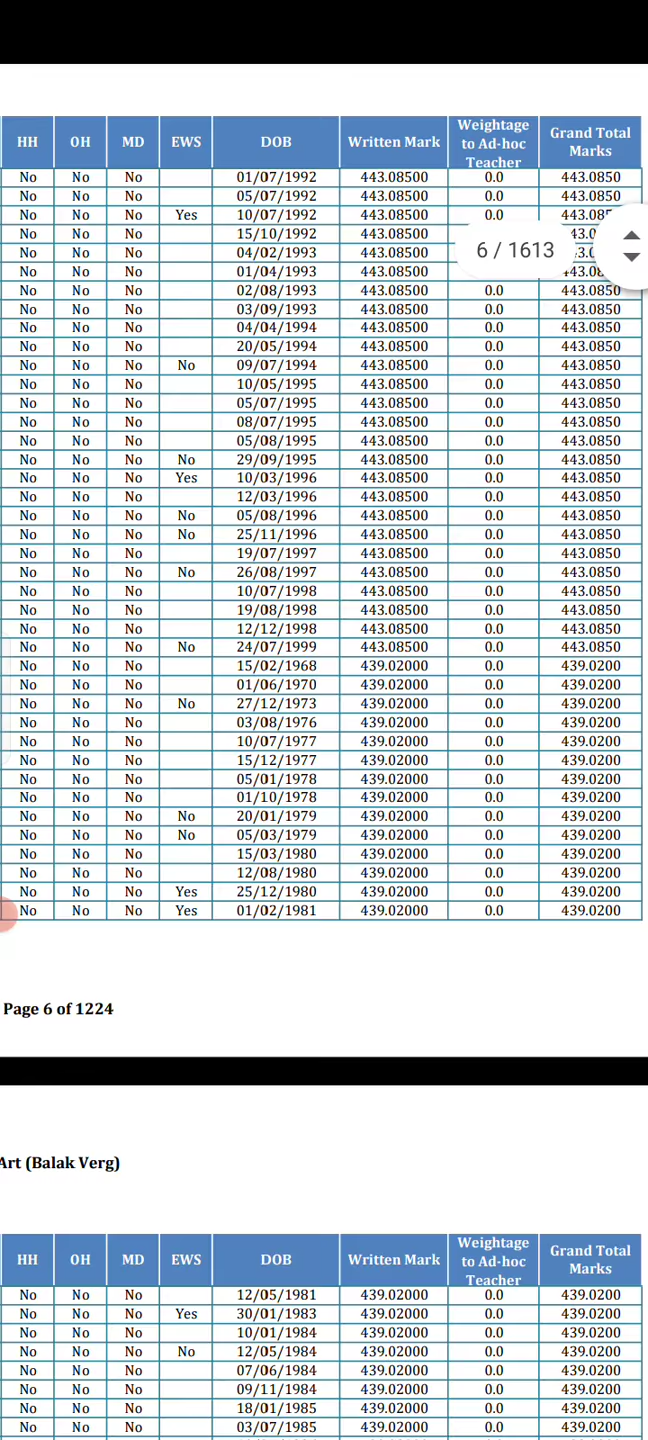 HH OH MD EWS DOB Written Mark Weightage to Ad-hoc Teacher Grand Total Marks
No No No 01/07/1992 443.08500 0.0 443.0850
No No No 05/07/1992 443.08500 0.0 443.0850
No No No Yes 10/07/1992 443.08500 0.0
No No No 15/10/1992 443.08500
6 / 1613
No No No 04/02/1993 443.08500
No No No 01/04/1993 443.08500
No No No 02/08/1993 443.08500 0.0 443.0850
No No No 03/09/1993 443.08500 0.0 443.0850
No No No 04/04/1994 443.08500 0.0 443.0850
No No No 20/05/1994 443.08500 0.0 443.0850
No No No No 09/07/1994 443.08500 0.0 443.0850
No No No 10/05/1995 443.08500 0.0 443.0850
No No No 05/07/1995 443.08500 0.0 443.0850
No No No 08/07/1995 443.08500 0.0 443.0850
No No No 05/08/1995 443.08500 0.0 443.0850
No No No No 29/09/1995 443.08500 0.0 443.0850
No No No Yes 10/03/1996 443.08500 0.0 443.0850
No No No 12/03/1996 443.08500 0.0 443.0850
No No No No 05/08/1996 443.08500 0.0 443.0850
No No No No 25/11/1996 443.08500 0.0 443.0850
No No No 19/07/1997 443.08500 0.0 443.0850
No No No No 26/08/1997 443.08500 0.0 443.0850
No No No 10/07/1998 443.08500 0.0 443.0850
No No No 19/08/1998 443.08500 0.0 443.0850
No No No 12/12/1998 443.08500 0.0 443.0850
No No No No 24/07/1999 443.08500 0.0 443.0850
No No No 15/02/1968 439.02000 0.0 439.0200
No No No 01/06/1970 439.02000 0.0 439.0200
No No No No 27/12/1973 439.02000 0.0 439.0200
No No No 03/08/1976 439.02000 0.0 439.0200
No No No 10/07/1977 439.02000 0.0 439.0200
No No No 15/12/1977 439.02000 0.0 439.0200
No No No 05/01/1978 439.02000 0.0 439.0200
No No No 01/10/1978 439.02000 0.0 439.0200
No No No No 20/01/1979 439.02000 0.0 439.0200
No No No No 05/03/1979 439.02000 0.0 439.0200
No No No 15/03/1980 439.02000 0.0 439.0200
No No No 12/08/1980 439.02000 0.0 439.0200
No No No Yes 25/12/1980 439.02000 0.0 439.0200
No No No Yes 01/02/1981 439.02000 0.0 439.0200
Page 6 of 1224
Art (Balak Verg)
HH OH MD EWS DOB Written Mark Weightage to Ad-hoc Teacher Grand Total Marks
No No No 12/05/1981 439.02000 0.0 439.0200
No No No Yes 30/01/1983 439.02000 0.0 439.0200
No No No 10/01/1984 439.02000 0.0 439.0200
No No No No 12/05/1984 439.02000 0.0 439.0200
No No No 07/06/1984 439.02000 0.0 439.0200
No No No 09/11/1984 439.02000 0.0 439.0200
No No No 18/01/1985 439.02000 0.0 439.0200
No No No 03/07/1985 439.02000 0.0 439.0200